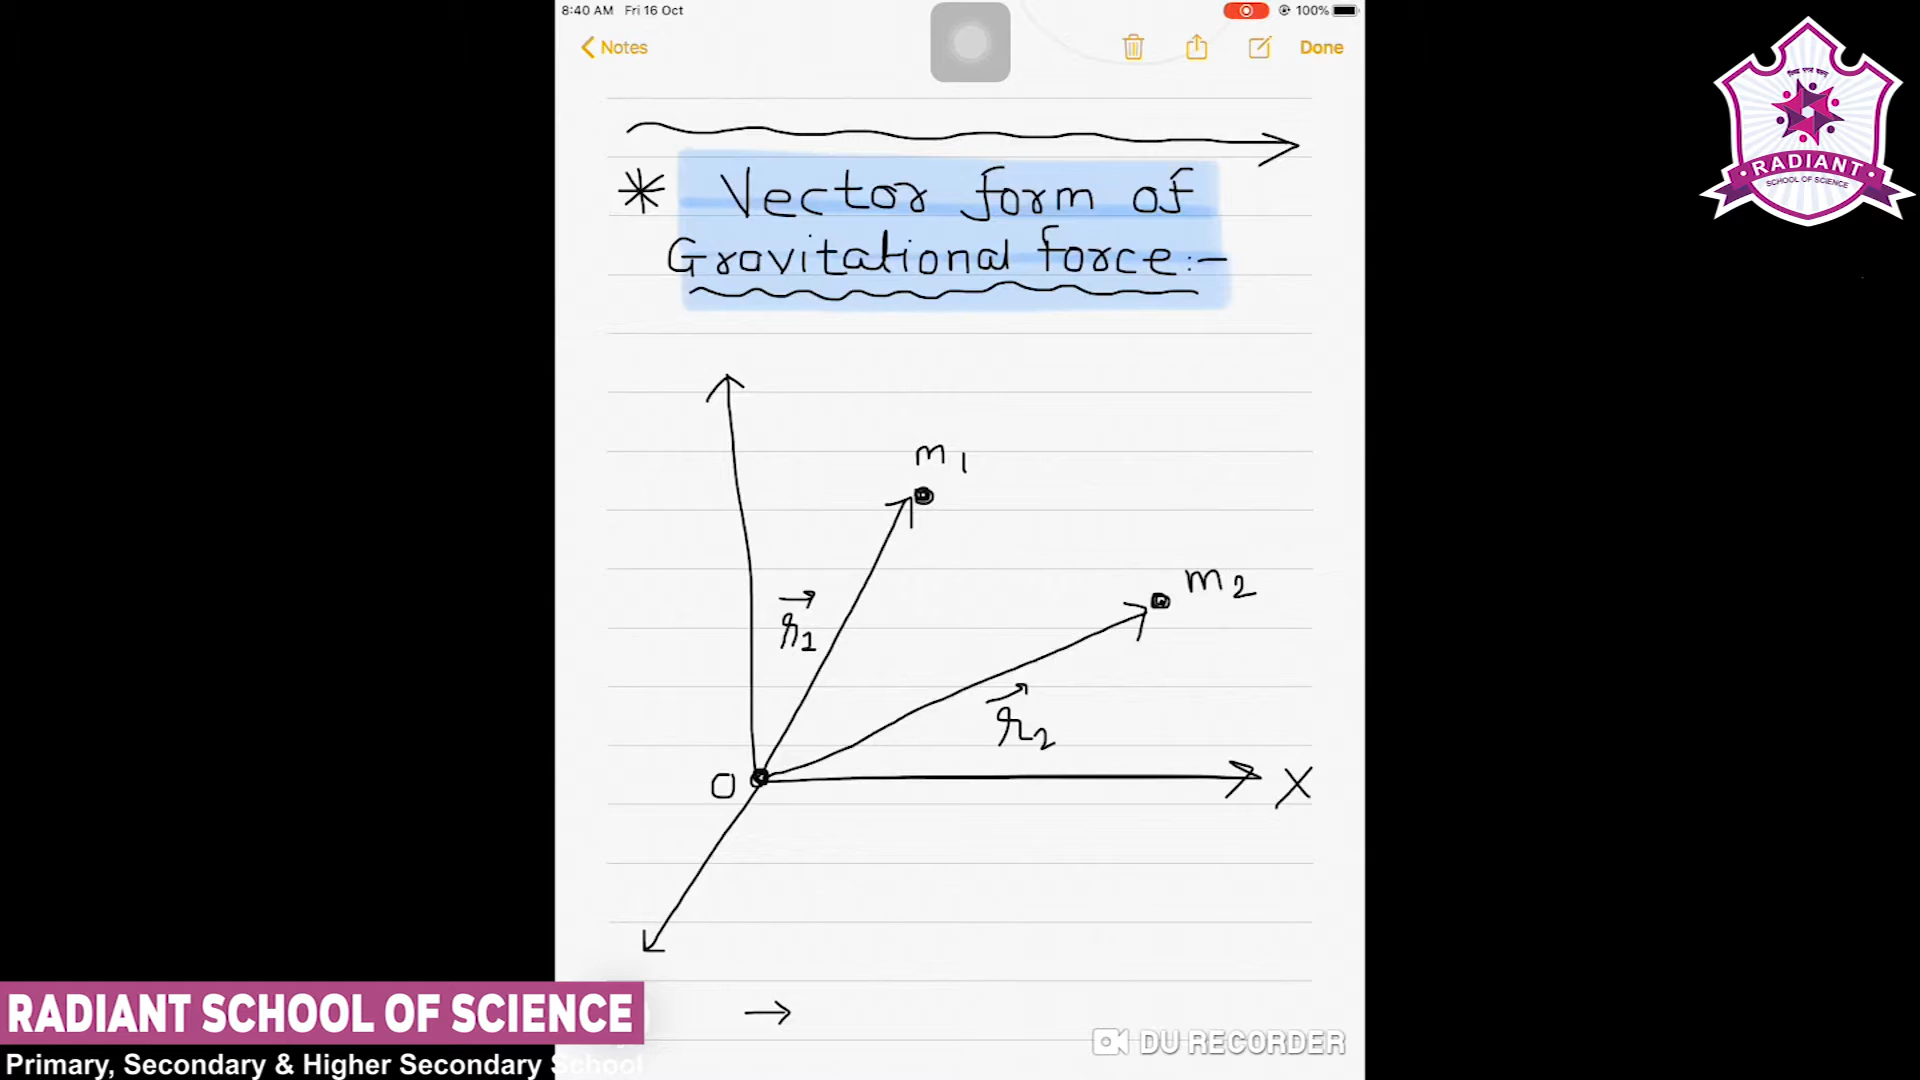 8:40 AM Fri 16 Oct
100%
Notes
Done
* Vector form of
Gravitational force:-
m1
m2
r1
r2
O
X
RADIANT
SCHOOL OF SCIENCE
RADIANT SCHOOL OF SCIENCE
Primary, Secondary & Higher Secondary School
DU RECORDER